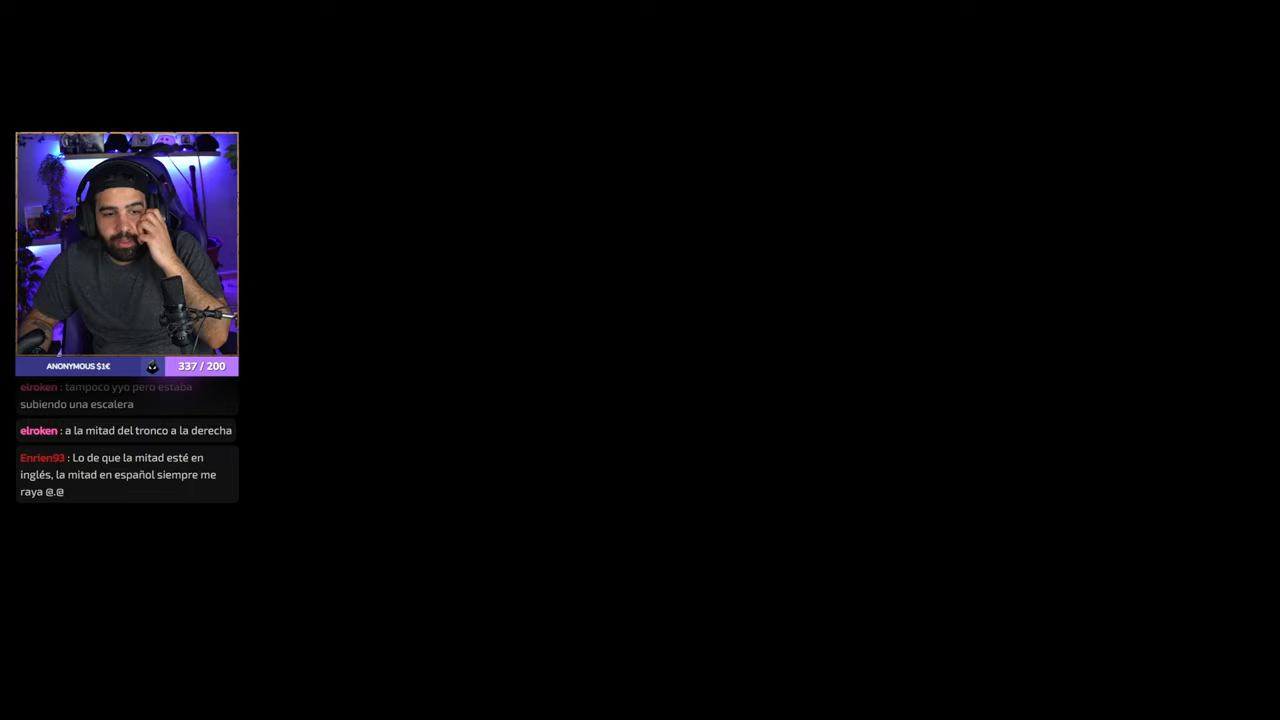 ANONYMOUS $1€
337 / 200
elroken : tampoco yyo pero estaba
subiendo una escalera
elroken : a la mitad del tronco a la derecha
Enrien93 : Lo de que la mitad esté en
inglés, la mitad en español siempre me
raya @.@